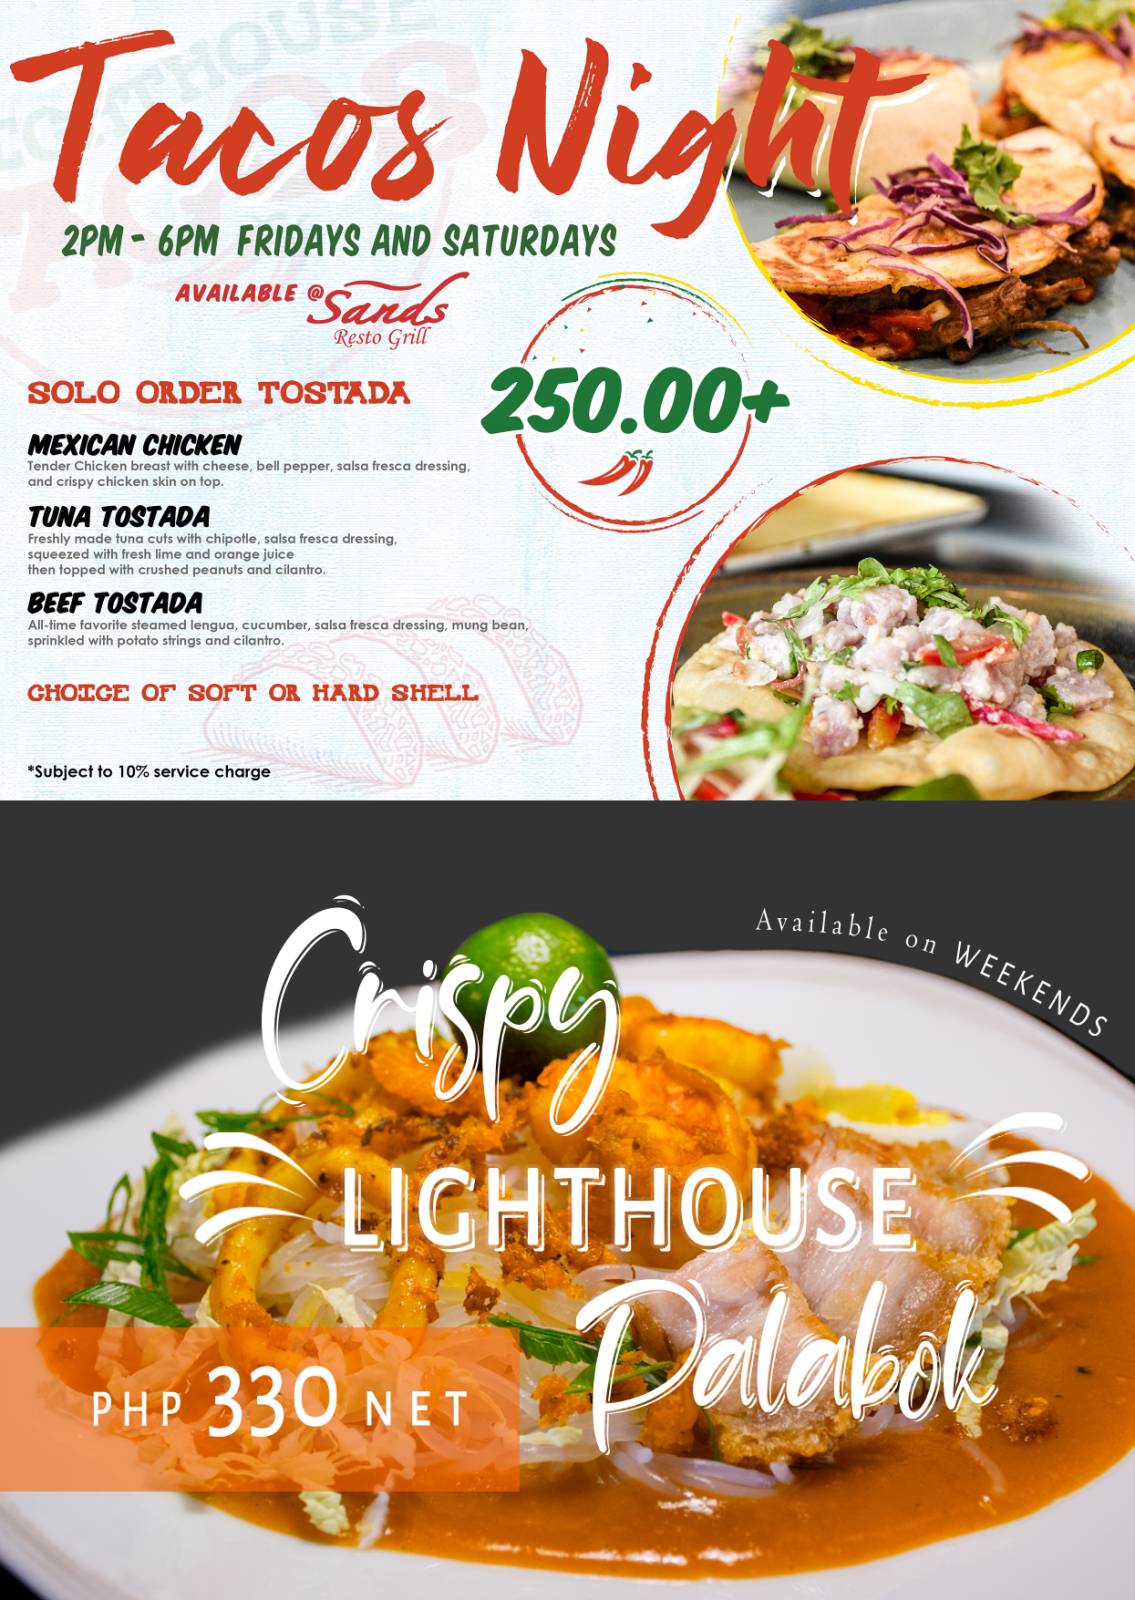 Tacos Night
2PM - 6PM FRIDAYS AND SATURDAYS
AVAILABLE @ Sands
Resto Grill
250.00+
SOLO ORDER TOSTADA
MEXICAN CHICKEN
Tender Chicken breast with cheese, bell pepper, salsa fresca dressing,
and crispy chicken skin on top.
TUNA TOSTADA
Freshly made tuna cuts with chipotle, salsa fresca dressing,
squeezed with fresh lime and orange juice
then topped with crushed peanuts and cilantro.
BEEF TOSTADA
All-time favorite steamed lengua, cucumber, salsa fresca dressing, mung bean,
sprinkled with potato strings and cilantro.
CHOICE OF SOFT OR HARD SHELL
*Subject to 10% service charge
Available on WEEKENDS
Crispy
LIGHTHOUSE
Palabok
PHP 330 NET